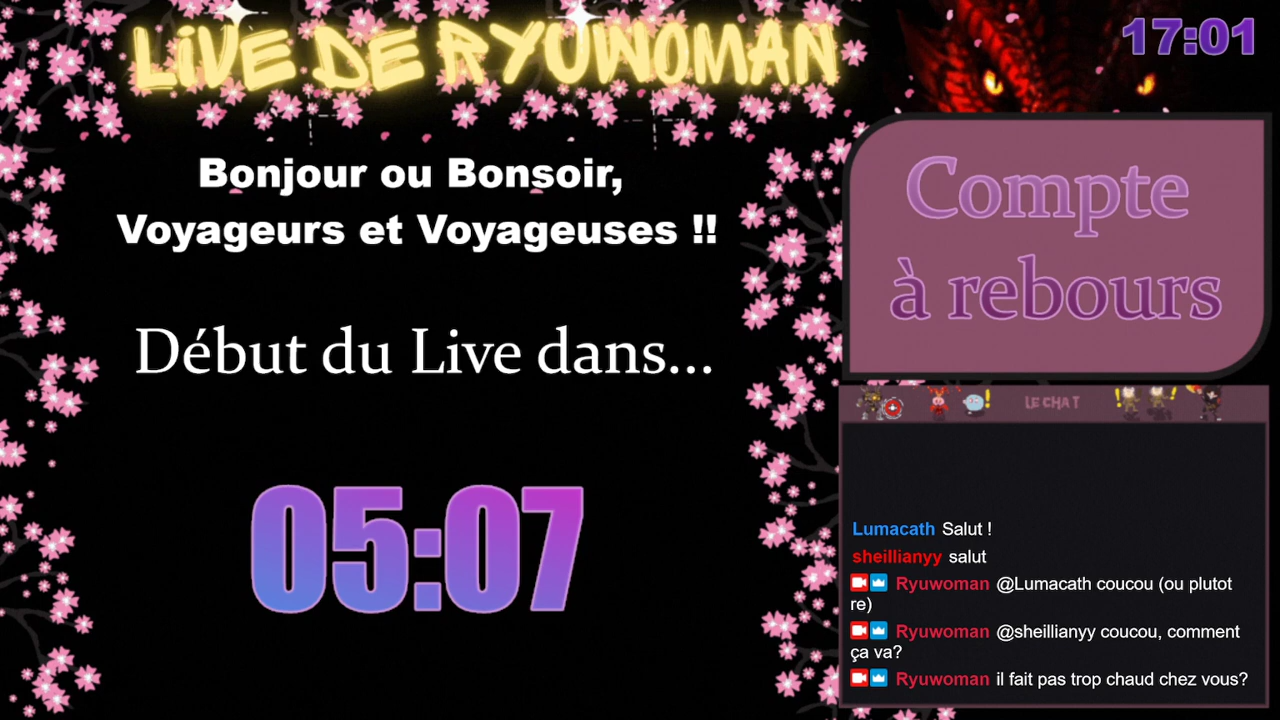 LIVE DE RYUWOMAN
17:01
Bonjour ou Bonsoir,
Voyageurs et Voyageuses !!
Début du Live dans...
05:07
Compte
à rebours
LE CHAT
Lumacath Salut !
sheillianyy salut
Ryuwoman @Lumacath coucou (ou plutot
re)
Ryuwoman @sheillianyy coucou, comment
ça va?
Ryuwoman il fait pas trop chaud chez vous?